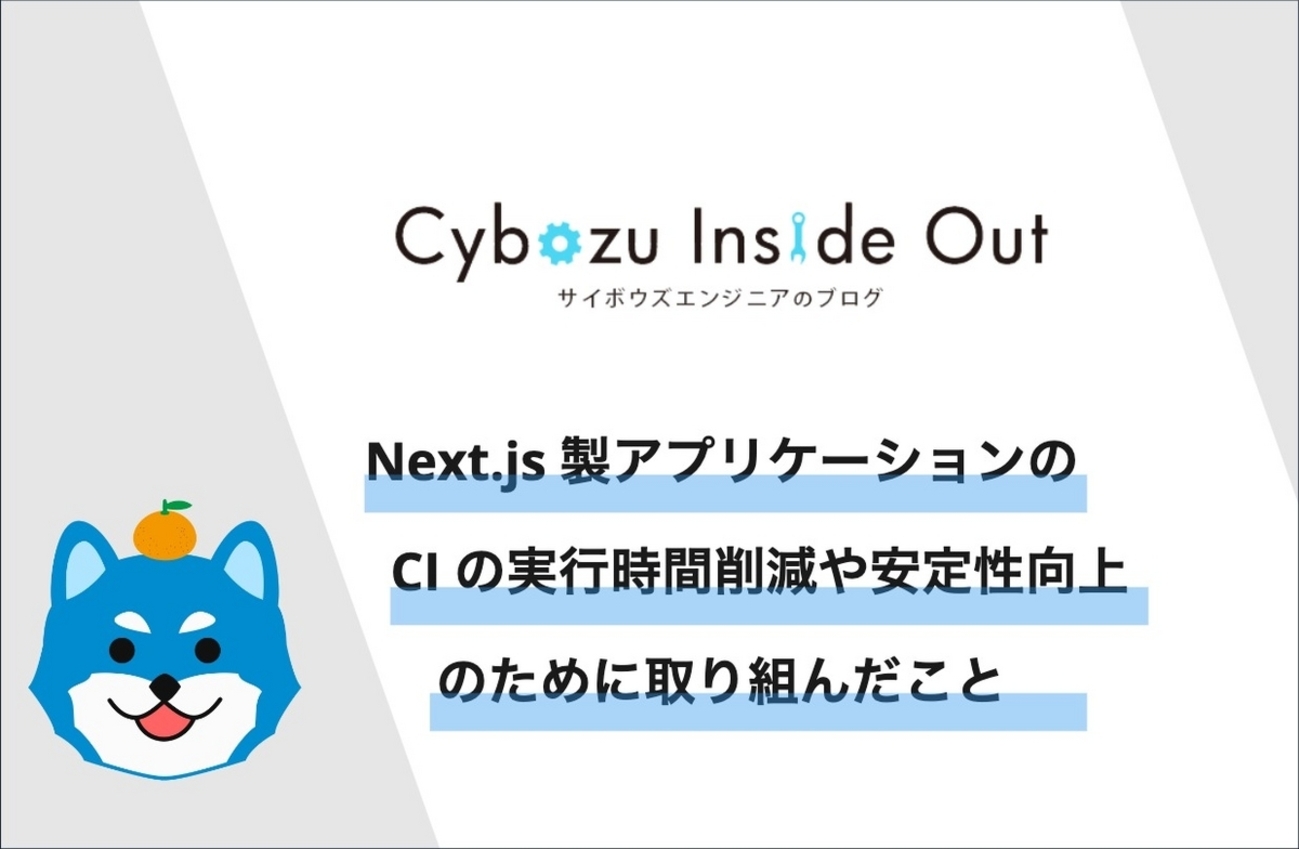 Cybozu Inside Out
サイボウズエンジニアのブログ
Next.js 製アプリケーションの
CI の実行時間削減や安定性向上
のために取り組んだこと